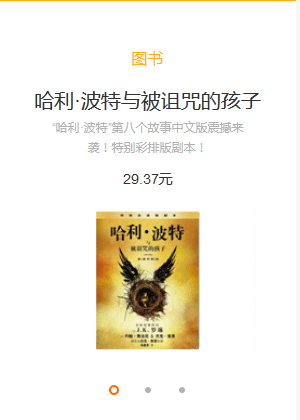 图书
哈利·波特与被诅咒的孩子
“哈利·波特”第八个故事中文版震撼来
袭！特别彩排版剧本！
29.37元
哈利·波特
与
被诅咒的孩子
J.K. 罗琳